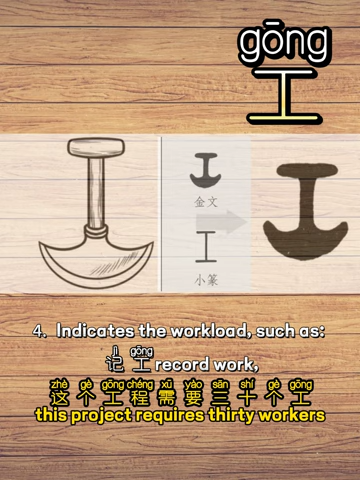 gōng
工
金文
小篆
4. Indicates the workload, such as:
jì gōng
记 工 record work,
zhè gè gōng chéng xū yào sān shí gè gōng
这个工程需要三十个工
this project requires thirty workers